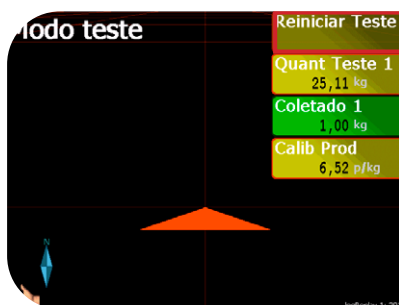 Modo teste
Reiniciar Teste
Quant Teste 1
25,11 kg
Coletado 1
1,00 kg
Calib Prod
6,52 p/kg
N